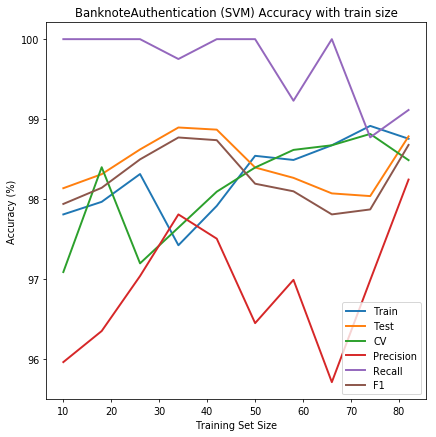 BanknoteAuthentication (SVM) Accuracy with train size
Accuracy (%)
100
99
98
97
96
10 20 30 40 50 60 70 80
Training Set Size
Train
Test
CV
Precision
Recall
F1